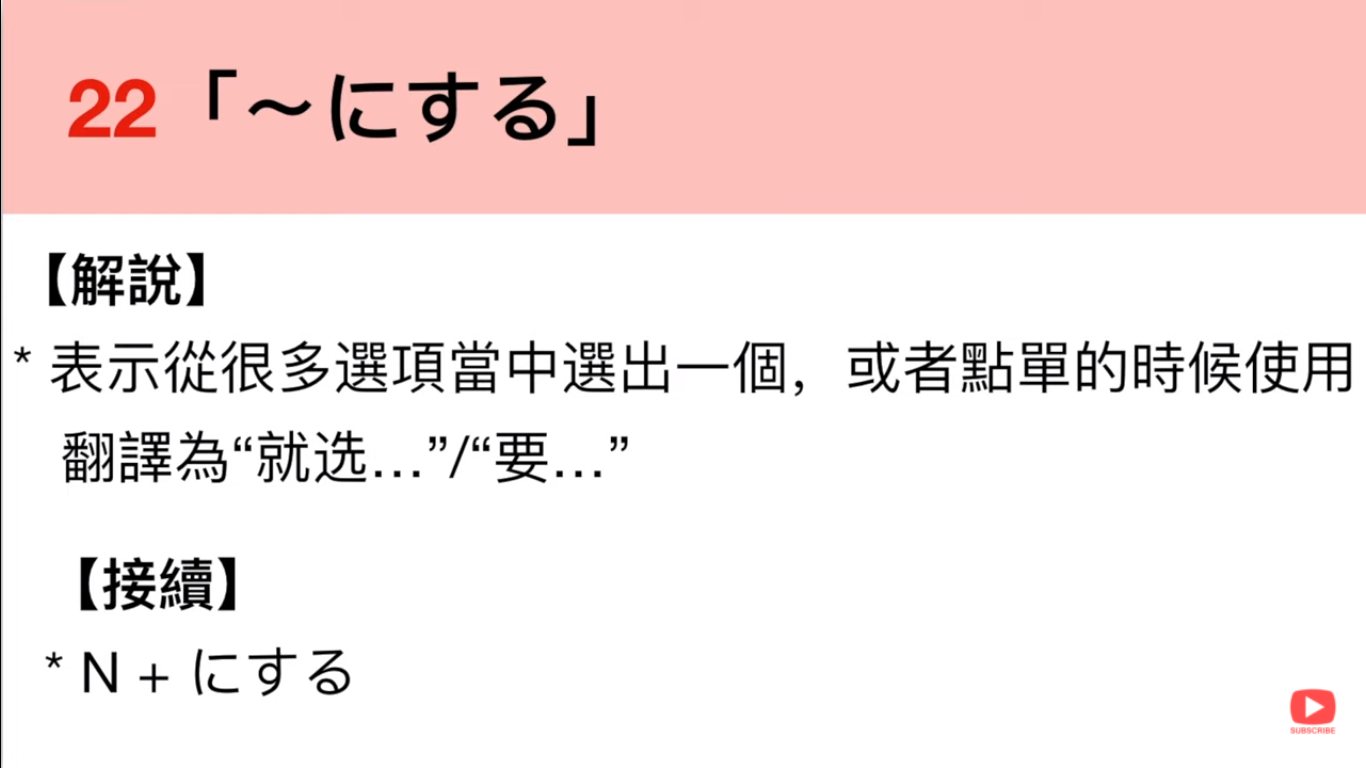 22「～にする」
【解說】
* 表示從很多選項當中選出一個，或者點單的時候使用
翻譯為“就选…”/“要…”
【接續】
* N + にする
SUBSCRIBE